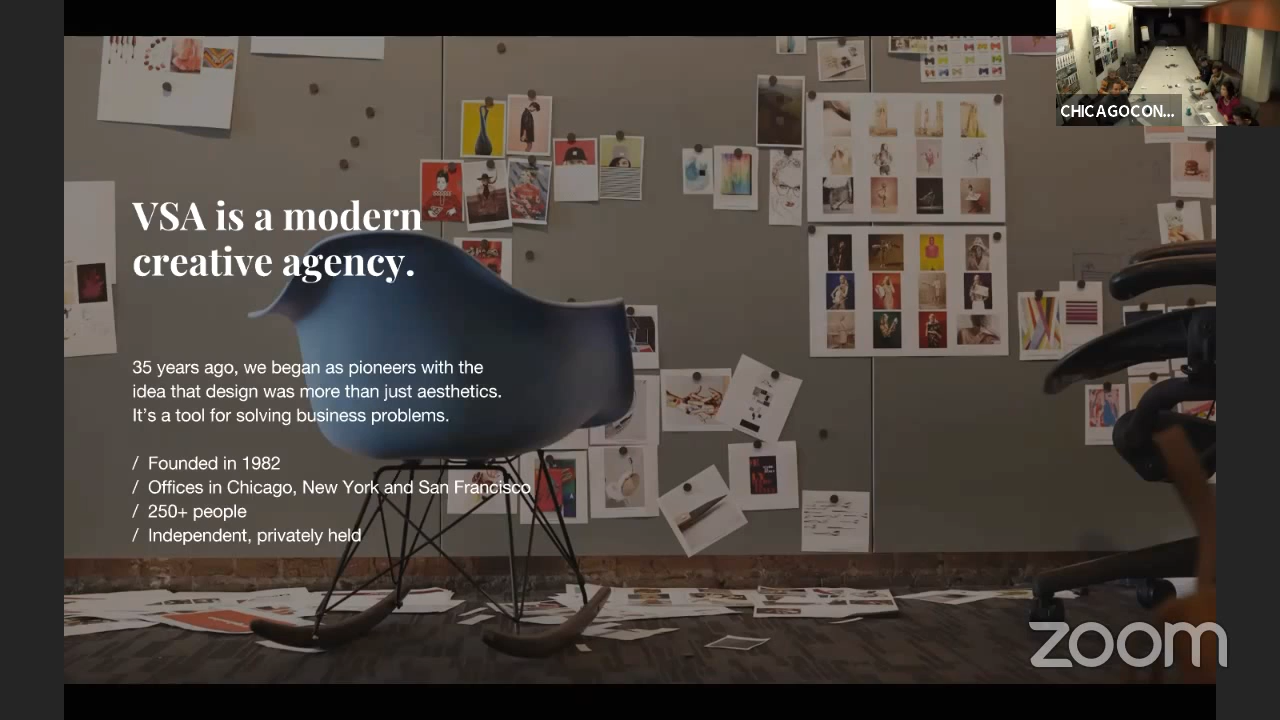 CHICAGOCON...
VSA is a modern
creative agency.
35 years ago, we began as pioneers with the
idea that design was more than just aesthetics.
It’s a tool for solving business problems.
/ Founded in 1982
/ Offices in Chicago, New York and San Francisco
/ 250+ people
/ Independent, privately held
zoom